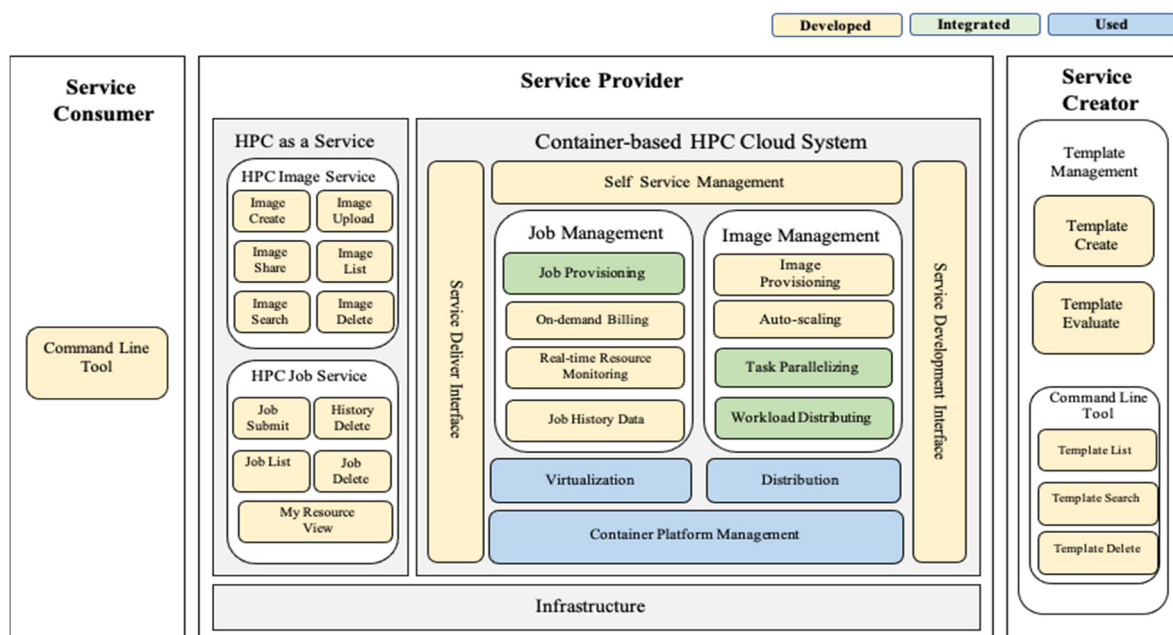 Developed
Integrated
Used
Service
Consumer
Command Line
Tool
Service Provider
HPC as a Service
HPC Image Service
Image
Create
Image
Upload
Image
Share
Image
List
Image
Search
Image
Delete
HPC Job Service
Job
Submit
History
Delete
Job List
Job
Delete
My Resource
View
Container-based HPC Cloud System
Service Deliver Interface
Self Service Management
Job Management
Job Provisioning
On-demand Billing
Real-time Resource
Monitoring
Job History Data
Image Management
Image
Provisioning
Auto-scaling
Task Parallelizing
Workload Distributing
Virtualization
Distribution
Container Platform Management
Service Development Interface
Infrastructure
Service
Creator
Template
Management
Template
Create
Template
Evaluate
Command Line
Tool
Template List
Template Search
Template Delete